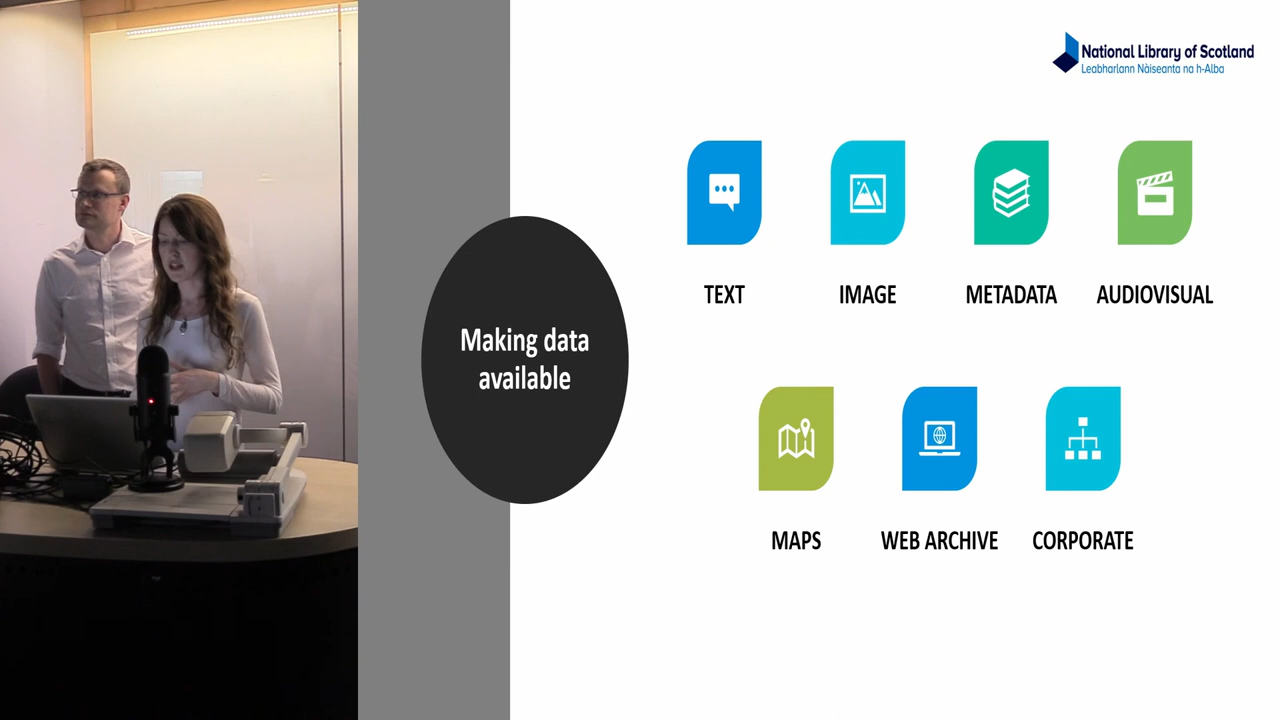 National Library of Scotland
Leabharlann Nàiseanta na h-Alba
TEXT
IMAGE
METADATA
AUDIOVISUAL
Making data
available
MAPS
WEB ARCHIVE
CORPORATE